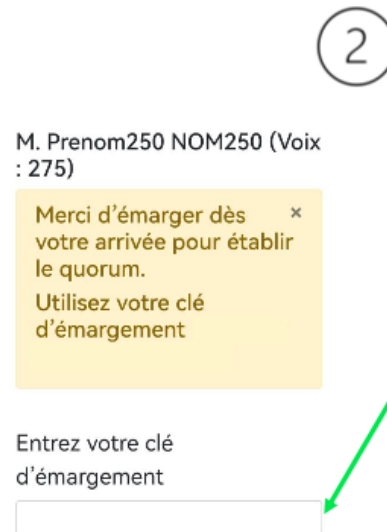 2
M. Prenom250 NOM250 (Voix
: 275)
Merci d’émarger dès ×
votre arrivée pour établir
le quorum.
Utilisez votre clé
d’émargement
Entrez votre clé
d’émargement